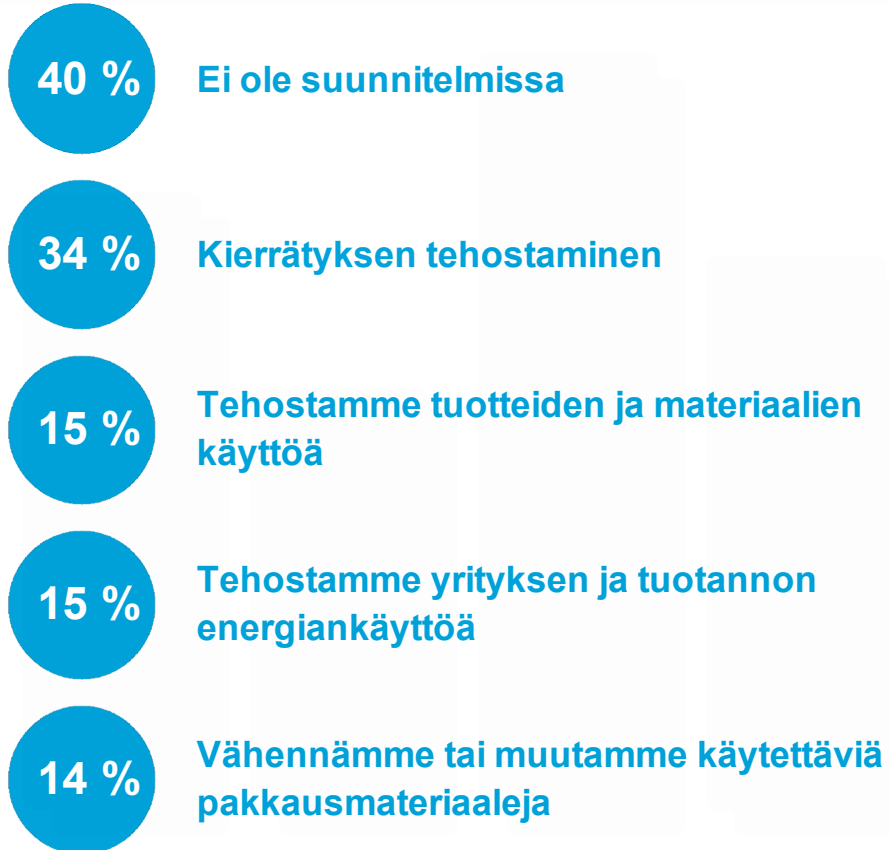 40 % Ei ole suunnitelmissa
34 % Kierrätyksen tehostaminen
15 % Tehostamme tuotteiden ja materiaalien
käyttöä
15 % Tehostamme yrityksen ja tuotannon
energiankäyttöä
14 % Vähennämme tai muutamme käytettäviä
pakkausmateriaaleja